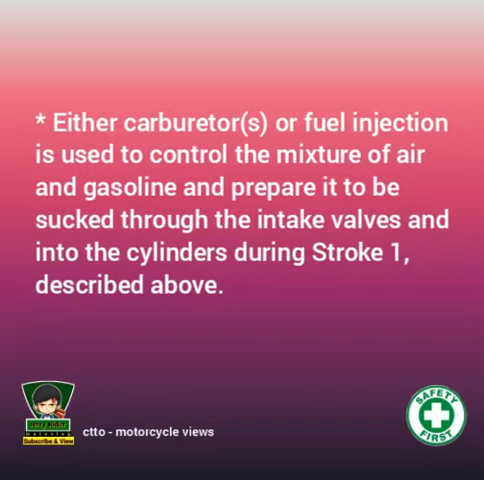 * Either carburetor(s) or fuel injection
is used to control the mixture of air
and gasoline and prepare it to be
sucked through the intake valves and
into the cylinders during Stroke 1,
described above.
Subscribe & View
ctto - motorcycle views
SAFETY
FIRST